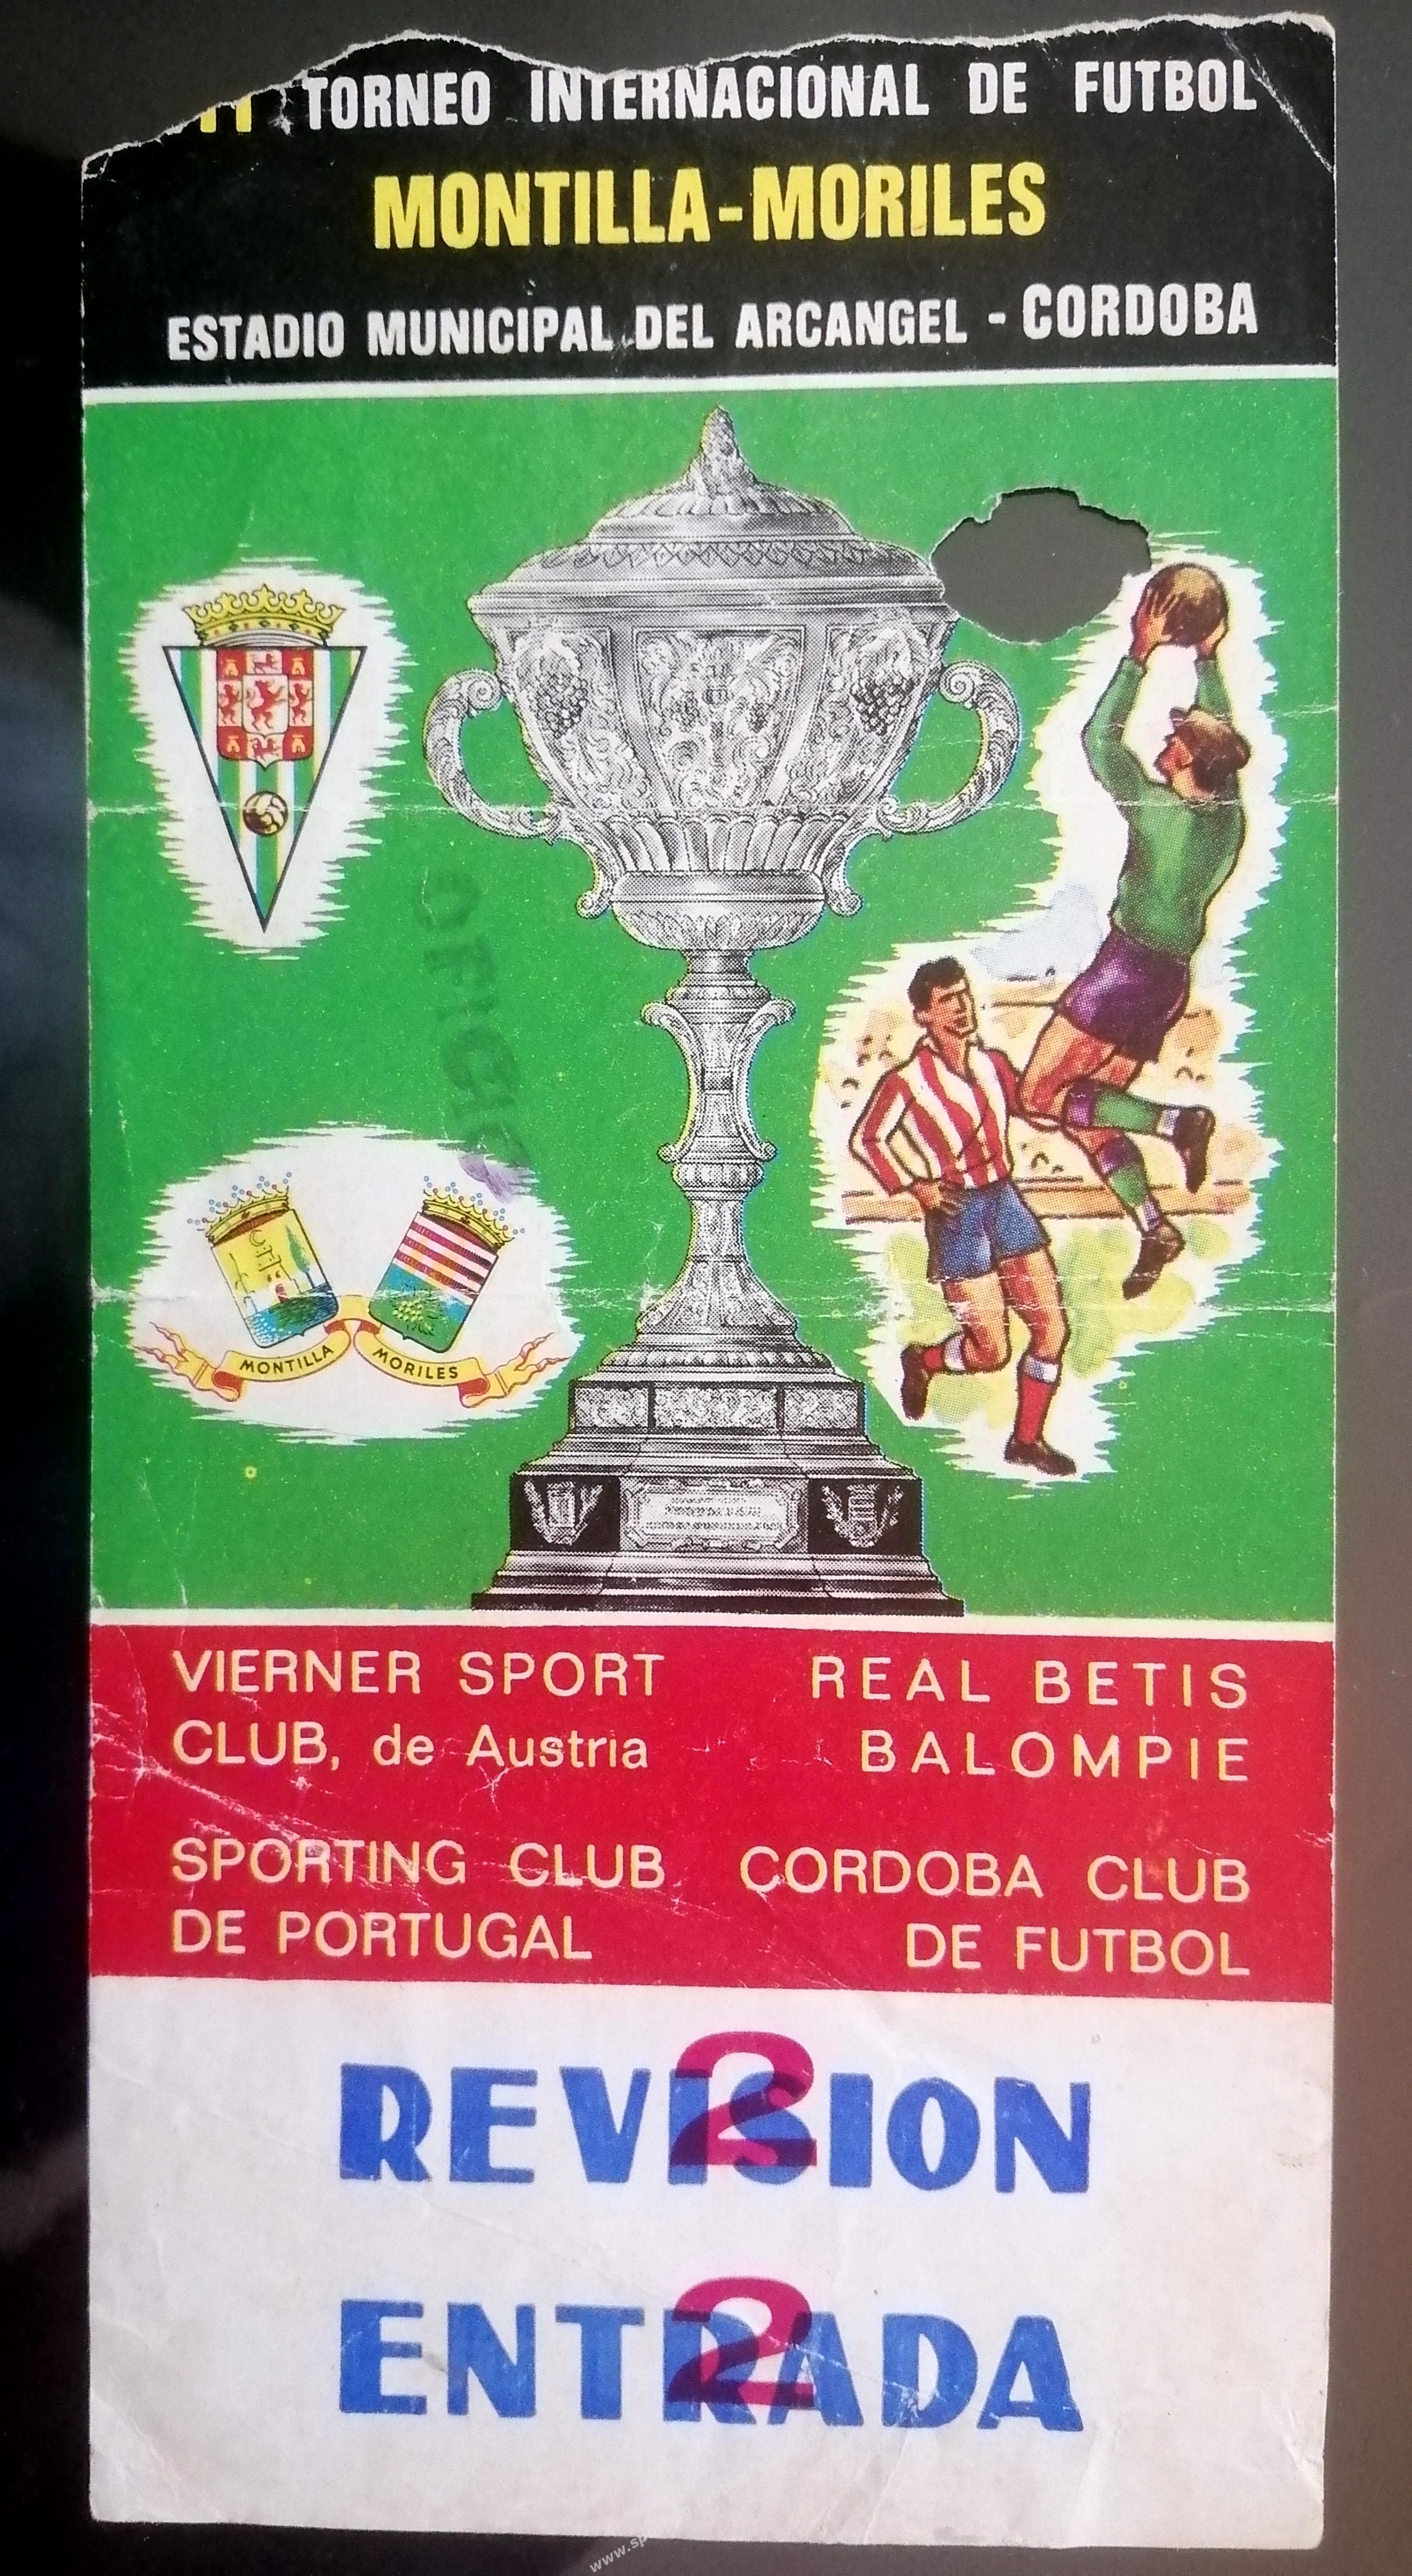 TORNEO INTERNACIONAL DE FUTBOL
MONTILLA-MORILES
ESTADIO MUNICIPAL DEL ARCANGEL - CORDOBA
MONTILLA MORILES
VIERNER SPORT
CLUB, de Austria
REAL BETIS
BALOMPIE
SPORTING CLUB
DE PORTUGAL
CORDOBA CLUB
DE FUTBOL
REVISION
2
ENTRADA
2